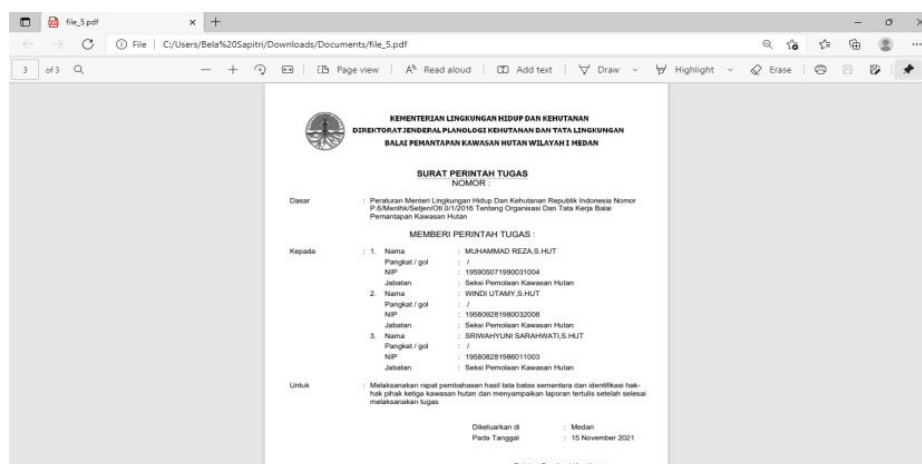 file_5.pdf
File | C:/Users/Bela%20Sapitri/Downloads/Documents/file_5.pdf
3 of 3 Page view Read aloud Add text Draw Highlight Erase
KEMENTERIAN LINGKUNGAN HIDUP DAN KEHUTANAN
DIREKTORAT JENDERAL PLANOLOGI KEHUTANAN DAN TATA LINGKUNGAN
BALAI PEMANTAPAN KAWASAN HUTAN WILAYAH I MEDAN
SURAT PERINTAH TUGAS
NOMOR :
Dasar : Peraturan Menteri Lingkungan Hidup Dan Kehutanan Republik Indonesia Nomor
P.6/Menlhk/Setjen/Otl.0/1/2016 Tentang Organisasi Dan Tata Kerja Balai
Pemantapan Kawasan Hutan
MEMBERI PERINTAH TUGAS :
Kepada : 1. Nama : MUHAMMAD REZA,S.HUT
Pangkat / gol : /
NIP : 195905071990031004
Jabatan : Seksi Pemolaan Kawasan Hutan
2. Nama : WINDI UTAMY,S.HUT
Pangkat / gol : /
NIP : 195809281980032008
Jabatan : Seksi Pemolaan Kawasan Hutan
3. Nama : SRIWAHYUNI SARAHWATI,S.HUT
Pangkat / gol : /
NIP : 195808281986011003
Jabatan : Seksi Pemolaan Kawasan Hutan
Untuk : Melaksanakan rapat pembahasan hasil tata batas sementara dan identifikasi hak-
hak pihak ketiga kawasan hutan dan menyampaikan laporan tertulis setelah selesai
melaksanakan tugas
Dikeluarkan di : Medan
Pada Tanggal : 15 November 2021